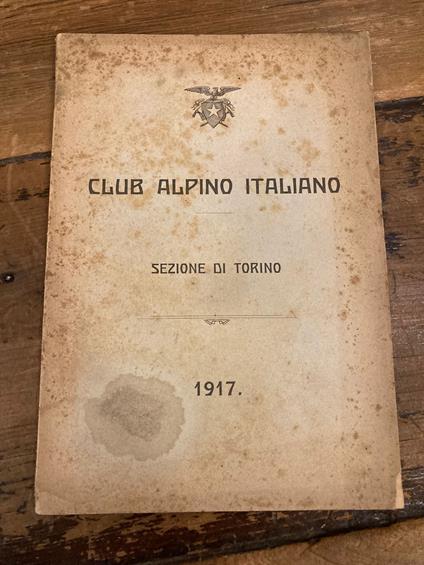 CLUB ALPINO ITALIANO
SEZIONE DI TORINO
1917.